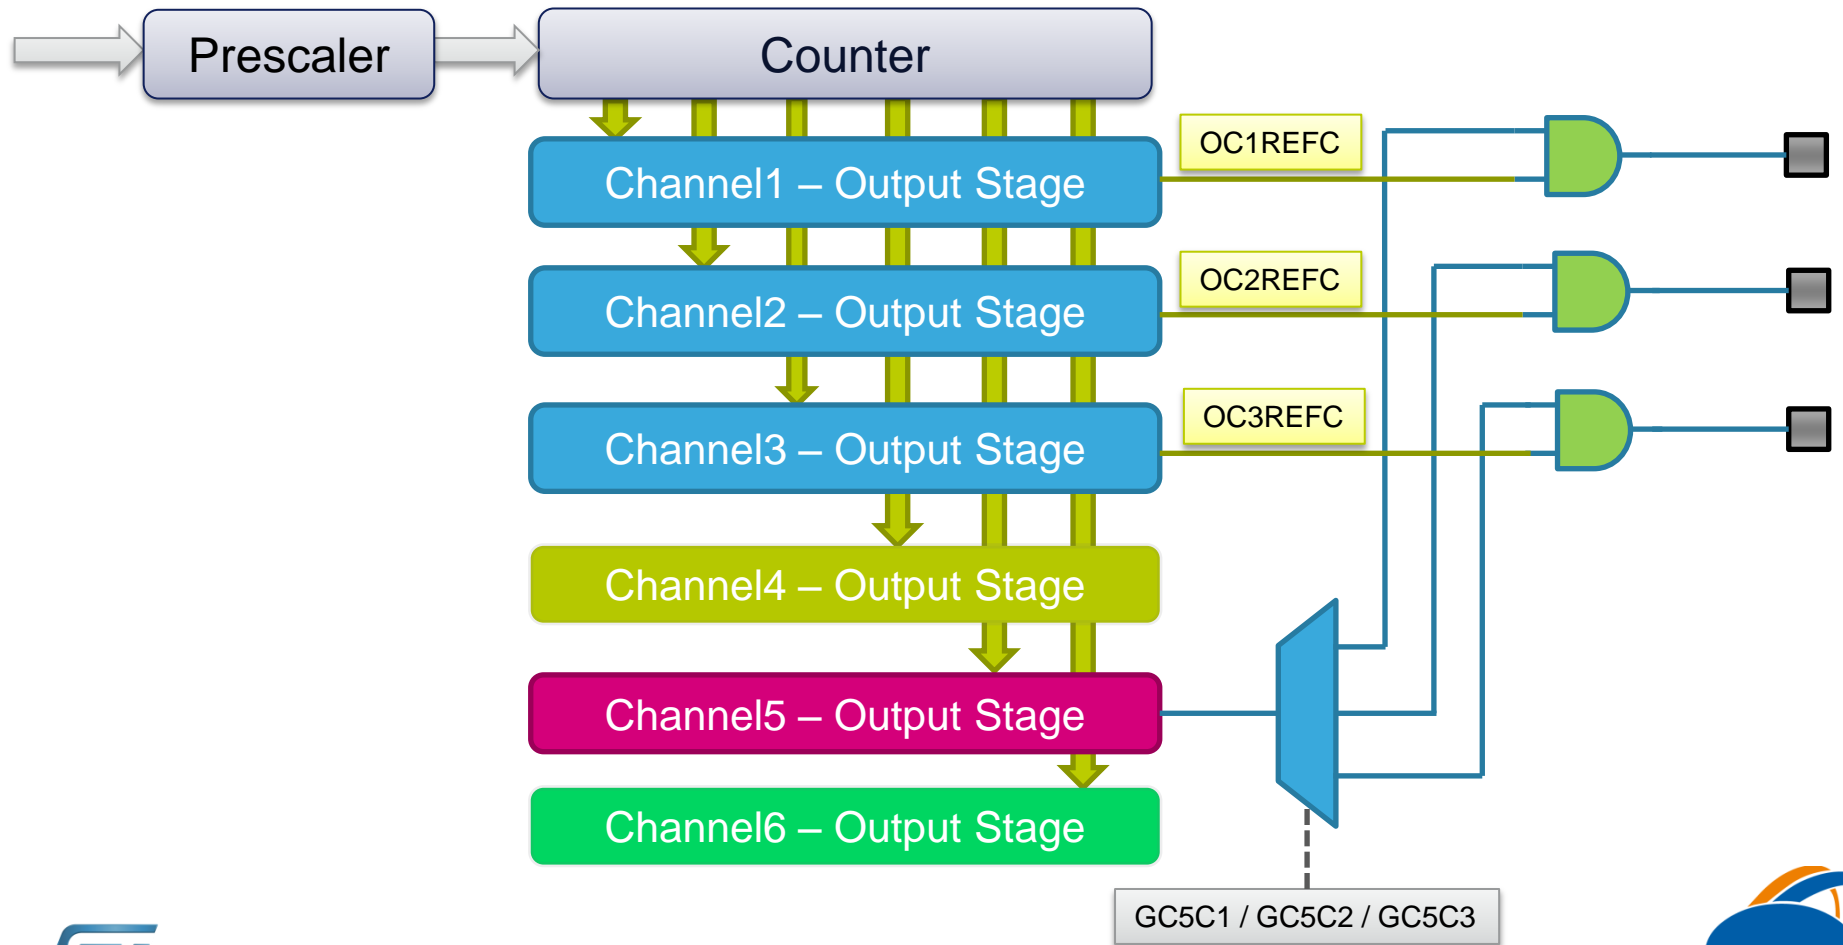 Prescaler
Counter
Channel1 – Output Stage
OC1REFC
Channel2 – Output Stage
OC2REFC
Channel3 – Output Stage
OC3REFC
Channel4 – Output Stage
Channel5 – Output Stage
Channel6 – Output Stage
GC5C1 / GC5C2 / GC5C3